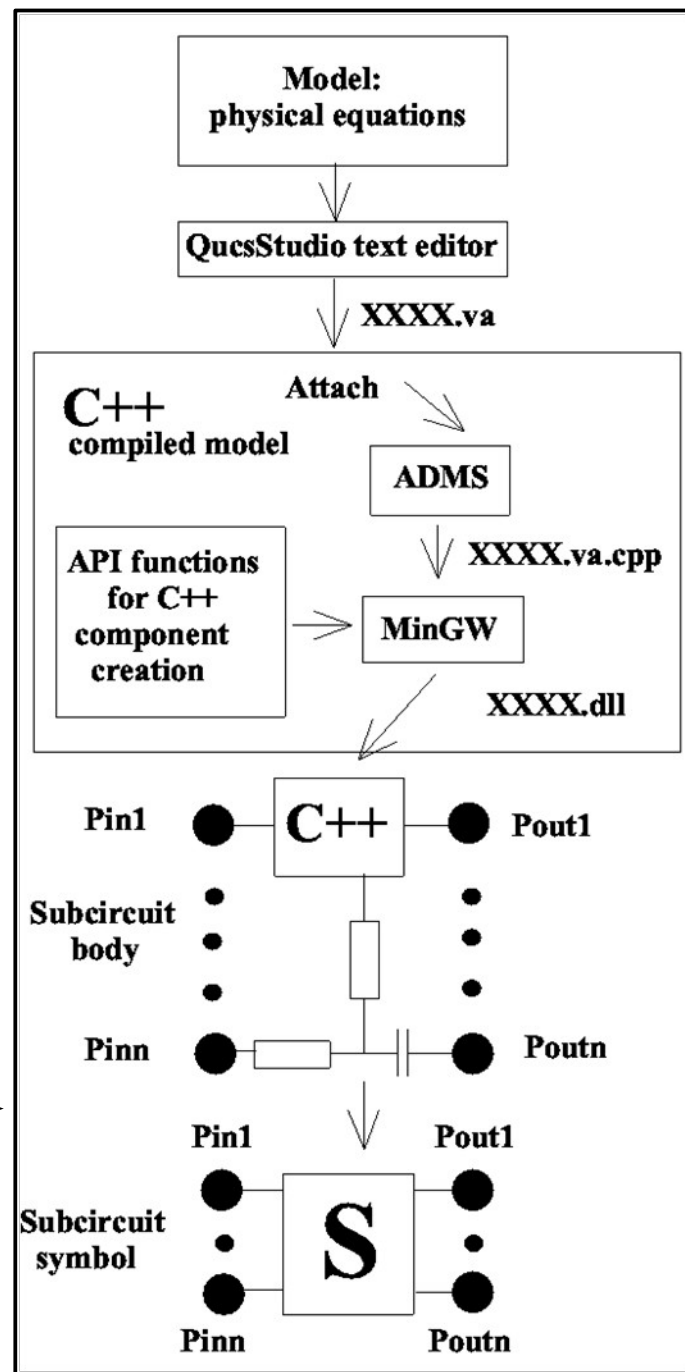 Model:
physical equations
QucsStudio text editor
XXXX.va
Attach
C++
compiled model
ADMS
XXXX.va.cpp
API functions
for C++
component
creation
MinGW
XXXX.dll
Pin1
C++
Pout1
Subcircuit
body
Pinn
Poutn
Pin1
Pout1
Subcircuit
symbol
S
Pinn
Poutn